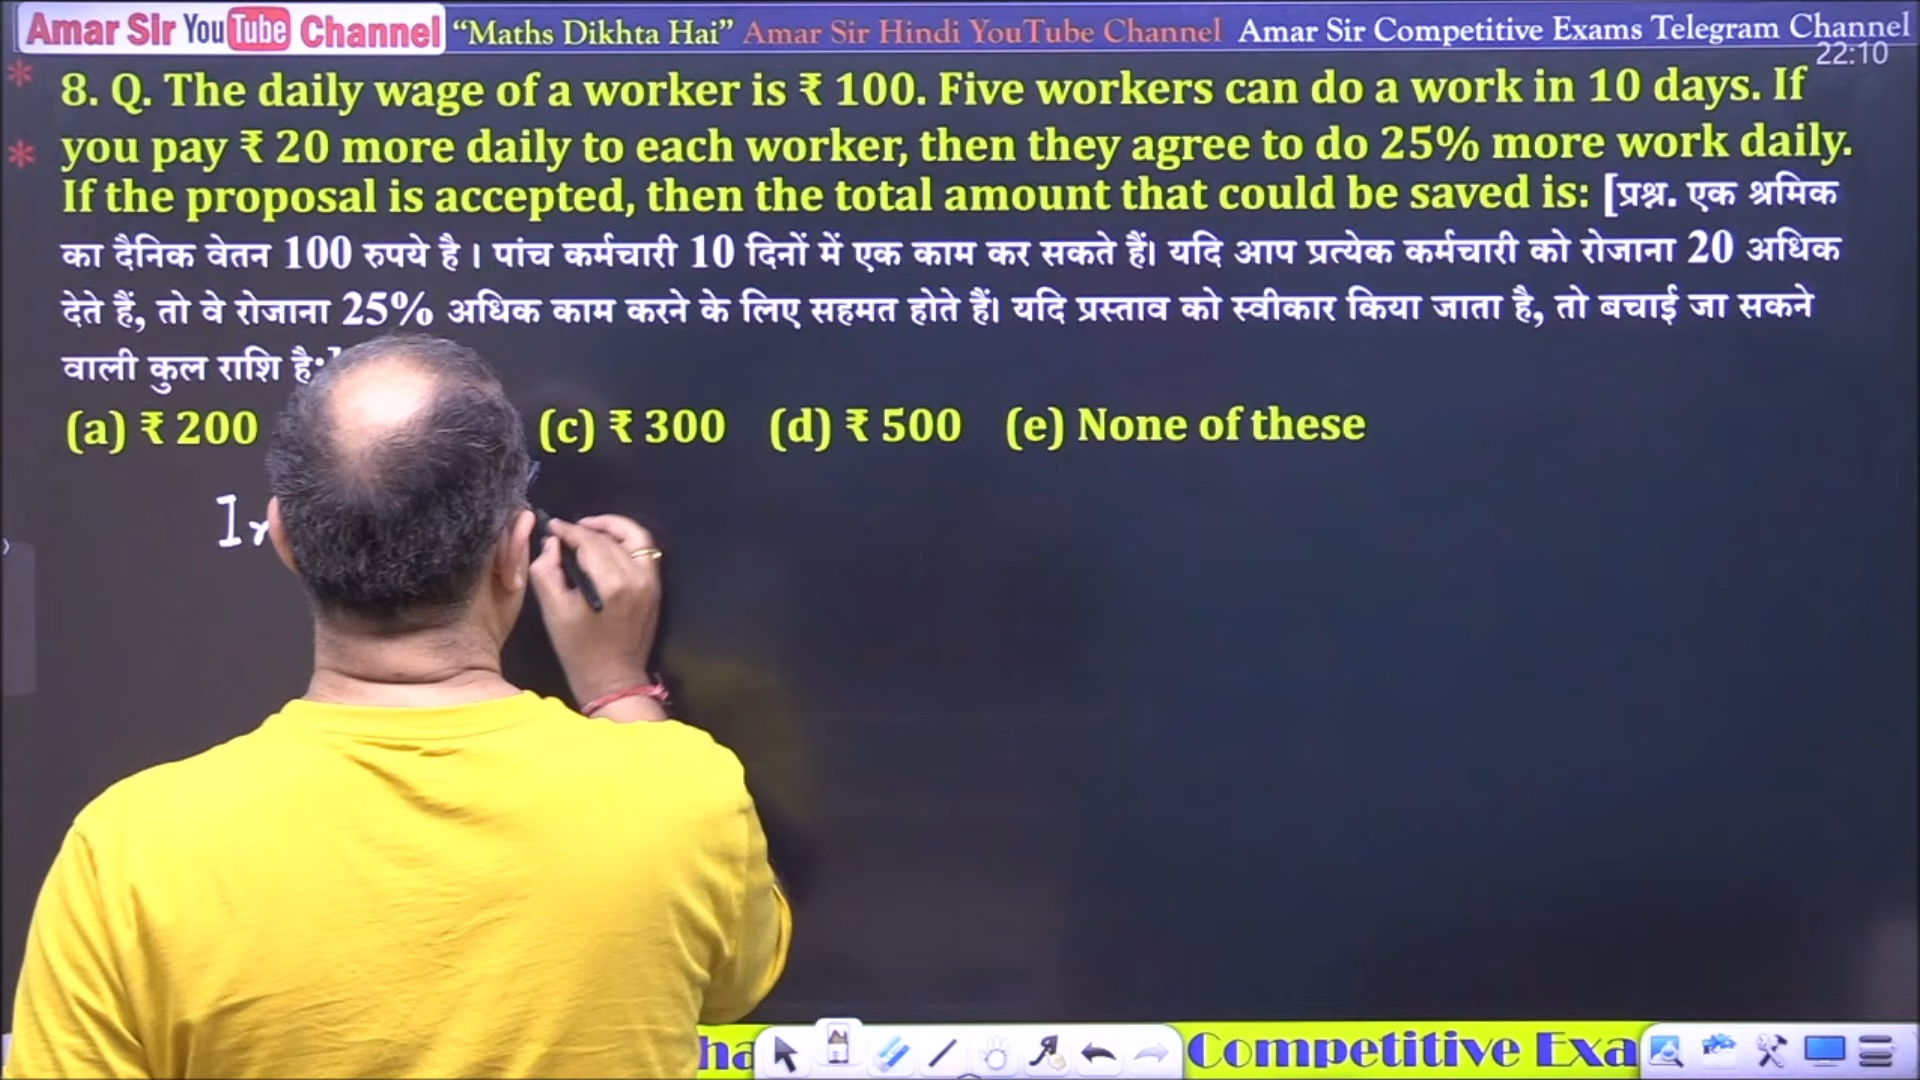 Amar Sir YouTube Channel "Maths Dikhta Hai" Amar Sir Hindi YouTube Channel Amar Sir Competitive Exams Telegram Channel
22:10
* 8. Q. The daily wage of a worker is ₹ 100. Five workers can do a work in 10 days. If
* you pay ₹ 20 more daily to each worker, then they agree to do 25% more work daily.
If the proposal is accepted, then the total amount that could be saved is: [प्रश्न. एक श्रमिक
का दैनिक वेतन 100 रुपये है । पांच कर्मचारी 10 दिनों में एक काम कर सकते हैं। यदि आप प्रत्येक कर्मचारी को रोजाना 20 अधिक
देते हैं, तो वे रोजाना 25% अधिक काम करने के लिए सहमत होते हैं। यदि प्रस्ताव को स्वीकार किया जाता है, तो बचाई जा सकने
वाली कुल राशि है:
(a) ₹ 200 (c) ₹ 300 (d) ₹ 500 (e) None of these
Competitive Exa